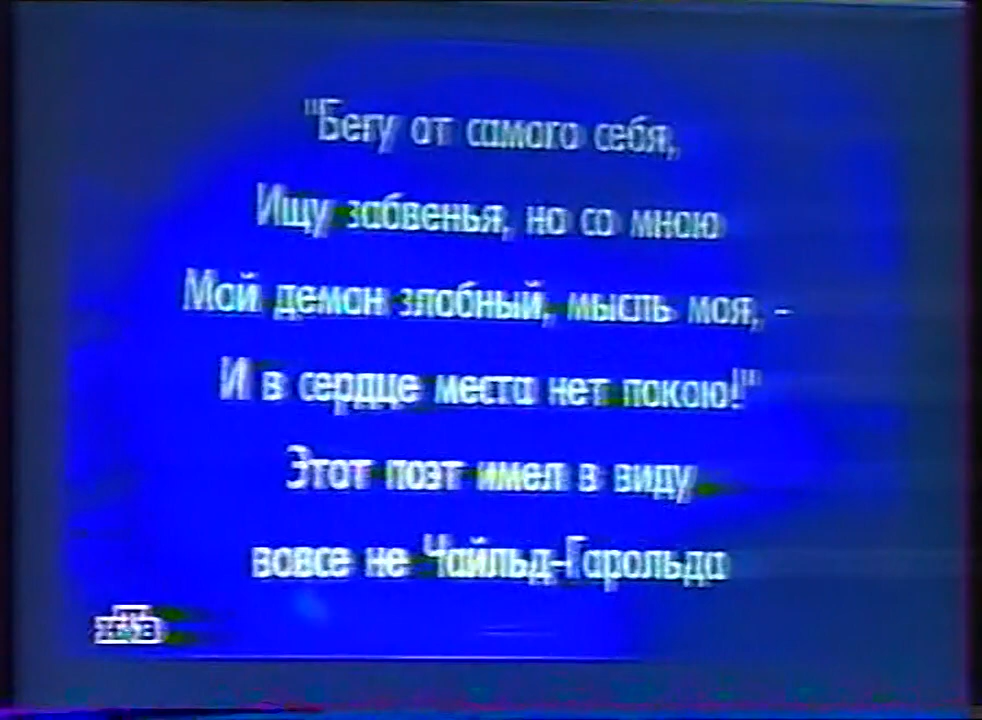 "Бегу от самого себя,
Ищу забвенья, но со мною
Мой демон злобный, мысль моя, -
И в сердце места нет покою!"
Этот поэт имел в виду
вовсе не Чайльд-Гарольда
НТВ